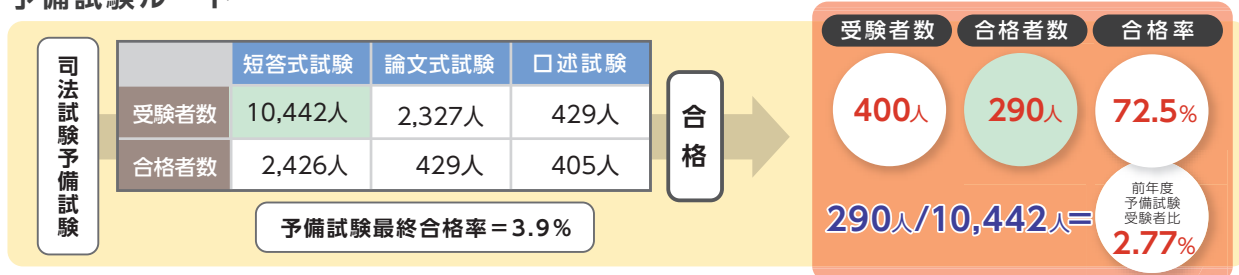 予備試験ルート
司法試験予備試験
短答式試験 論文式試験 口述試験
受験者数 10,442人 2,327人 429人
合格者数 2,426人 429人 405人
予備試験最終合格率＝3.9％
合格
受験者数 合格者数 合格率
400人 290人 72.5%
290人/10,442人＝
前年度
予備試験
受験者比
2.77%